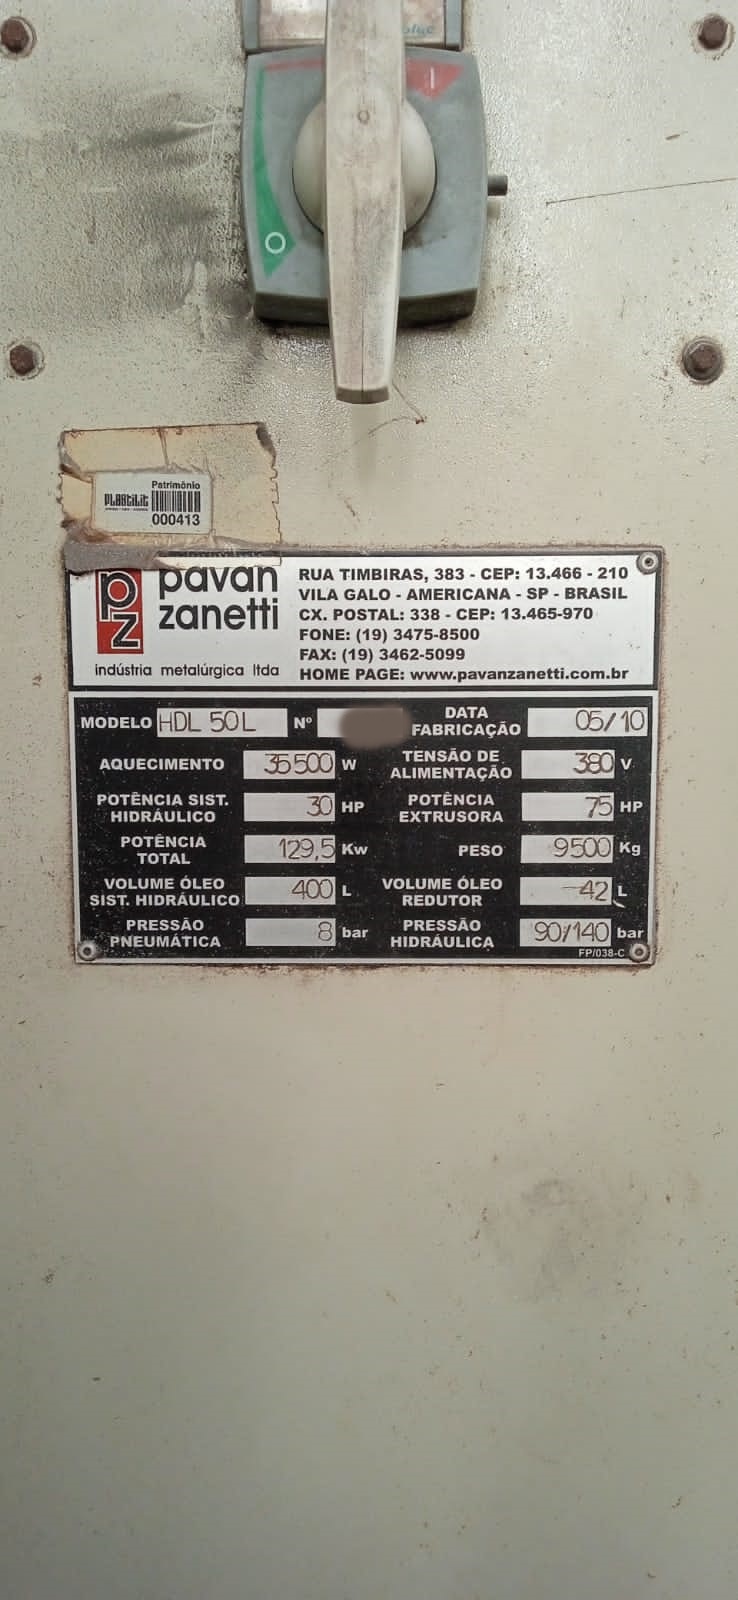 I
O
Patrimônio
PLASTILIT
000413
pz
pavan
zanetti
indústria metalúrgica ltda
RUA TIMBIRAS, 383 - CEP: 13.466 - 210
VILA GALO - AMERICANA - SP - BRASIL
CX. POSTAL: 338 - CEP: 13.465-970
FONE: (19) 3475-8500
FAX: (19) 3462-5099
HOME PAGE: www.pavanzanetti.com.br
MODELO HDL 50L Nº DATA FABRICAÇÃO 05/10
AQUECIMENTO 35500 W TENSÃO DE ALIMENTAÇÃO 380 V
POTÊNCIA SIST. HIDRÁULICO 30 HP POTÊNCIA EXTRUSORA 75 HP
POTÊNCIA TOTAL 129,5 Kw PESO 9500 Kg
VOLUME ÓLEO SIST. HIDRÁULICO 400 L VOLUME ÓLEO REDUTOR 42 L
PRESSÃO PNEUMÁTICA 8 bar PRESSÃO HIDRÁULICA 90/140 bar
FP/038-C